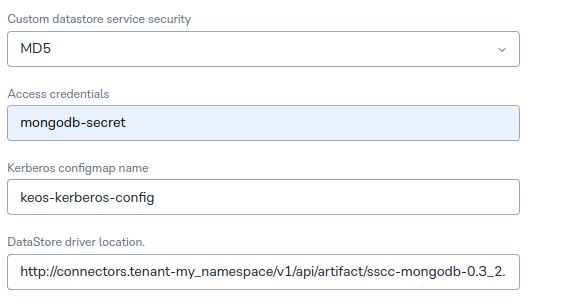 Custom datastore service security
MD5
Access credentials
mongodb-secret
Kerberos configmap name
keos-kerberos-config
DataStore driver location.
http://connectors.tenant-my_namespace/v1/api/artifact/sscc-mongodb-0.3_2.